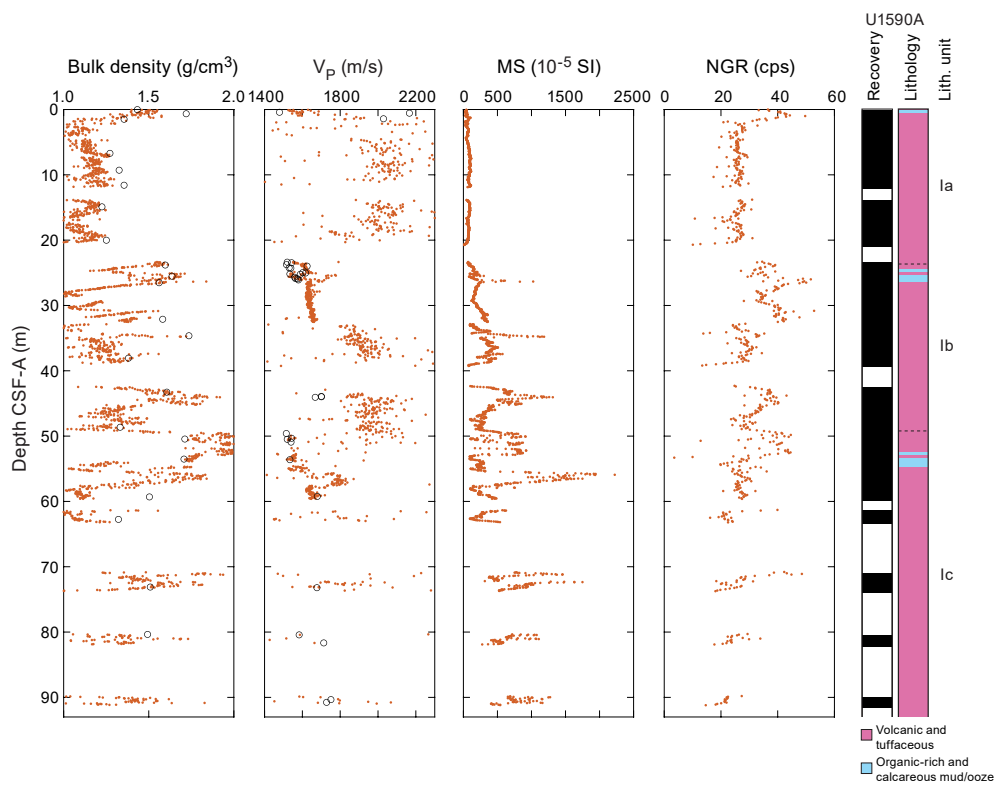 U1590A
Bulk density (g/cm3)
VP (m/s)
MS (10-5 SI)
NGR (cps)
Recovery
Lithology
Lith. unit
1.0 1.5 2.0
1400 1800 2200
0 500 1500 2500
0 20 40 60
Depth CSF-A (m)
0
10
20
30
40
50
60
70
80
90
Ia
Ib
Ic
Volcanic and
tuffaceous
Organic-rich and
calcareous mud/ooze